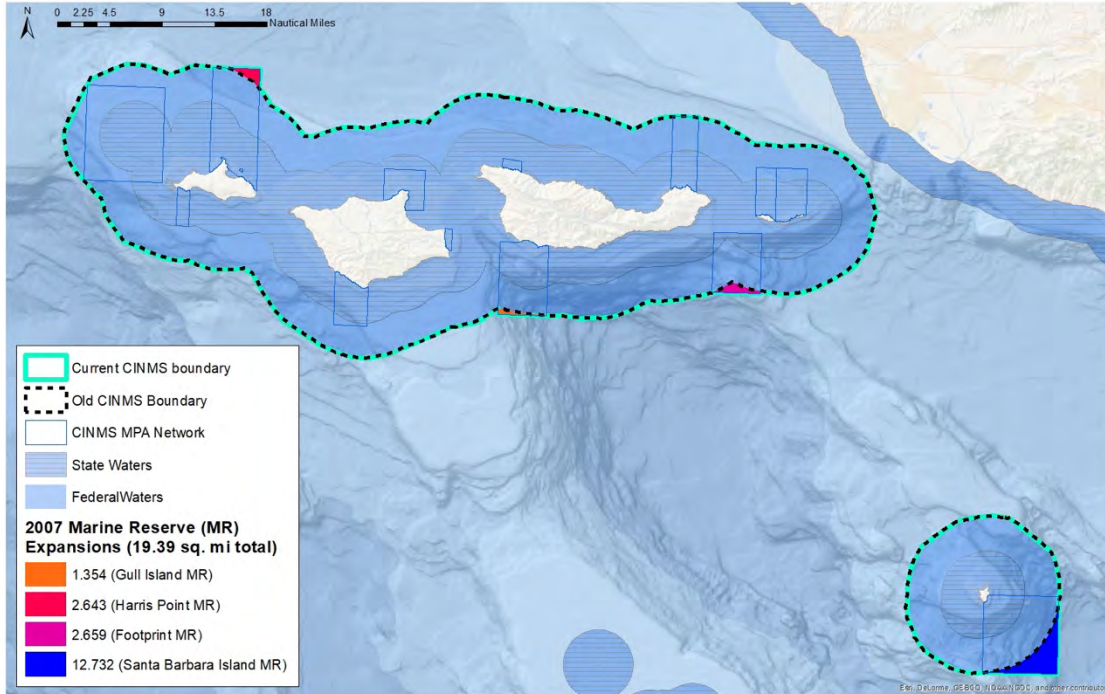 N
0 2.25 4.5 9 13.5 18
Nautical Miles
Current CINMS boundary
Old CINMS Boundary
CINMS MPA Network
State Waters
FederalWaters
2007 Marine Reserve (MR)
Expansions (19.39 sq. mi total)
1.354 (Gull Island MR)
2.643 (Harris Point MR)
2.659 (Footprint MR)
12.732 (Santa Barbara Island MR)
Esri, DeLorme, GEBCO, NOAA NGDC, and other contributo